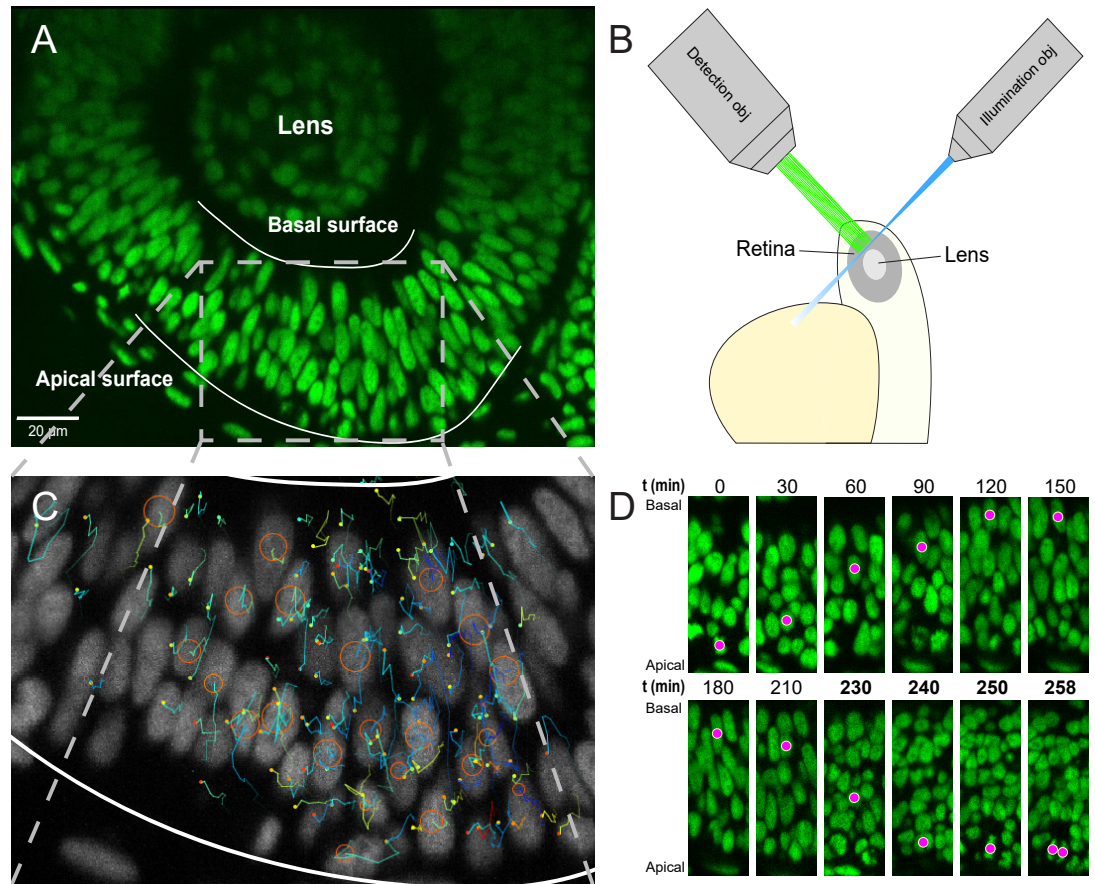 A
Lens
Basal surface
Apical surface
20 µm
B
Detection obj
Illumination obj
Retina
Lens
C
D
t (min) 0 30 60 90 120 150
Basal
Apical
t (min) 180 210 230 240 250 258
Basal
Apical